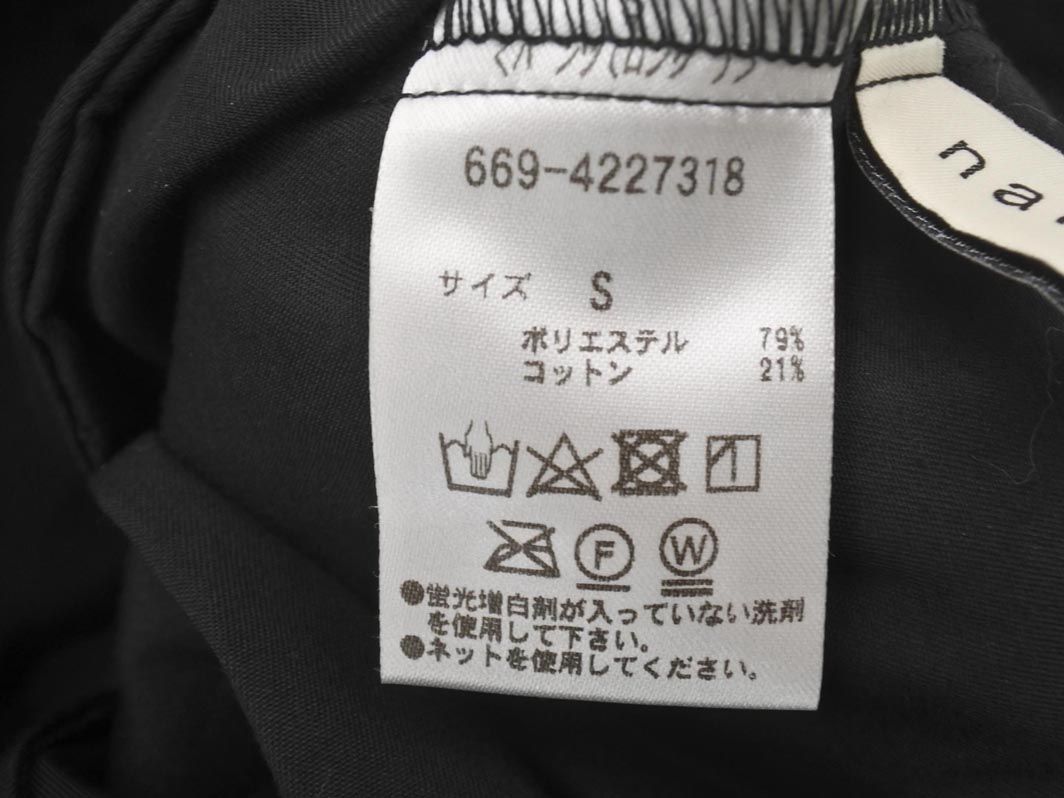 669-4227318
サイズ S
ポリエステル 79%
コットン 21%
F W
●蛍光増白剤が入っていない洗剤
を使用して下さい。
●ネットを使用してください。